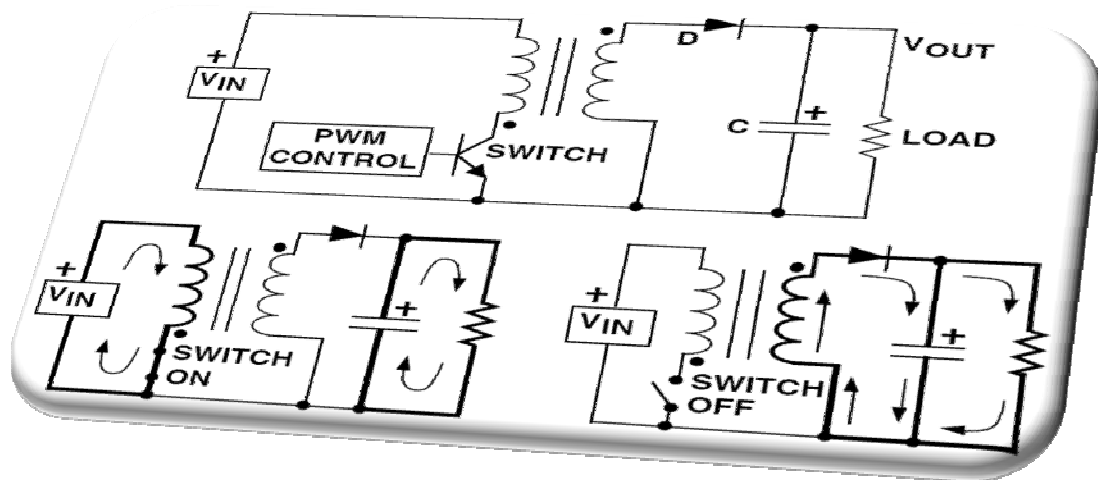 D
VOUT
+
VIN
+
C
LOAD
PWM
CONTROL
SWITCH
+
VIN
+
SWITCH
ON
+
VIN
+
SWITCH
OFF